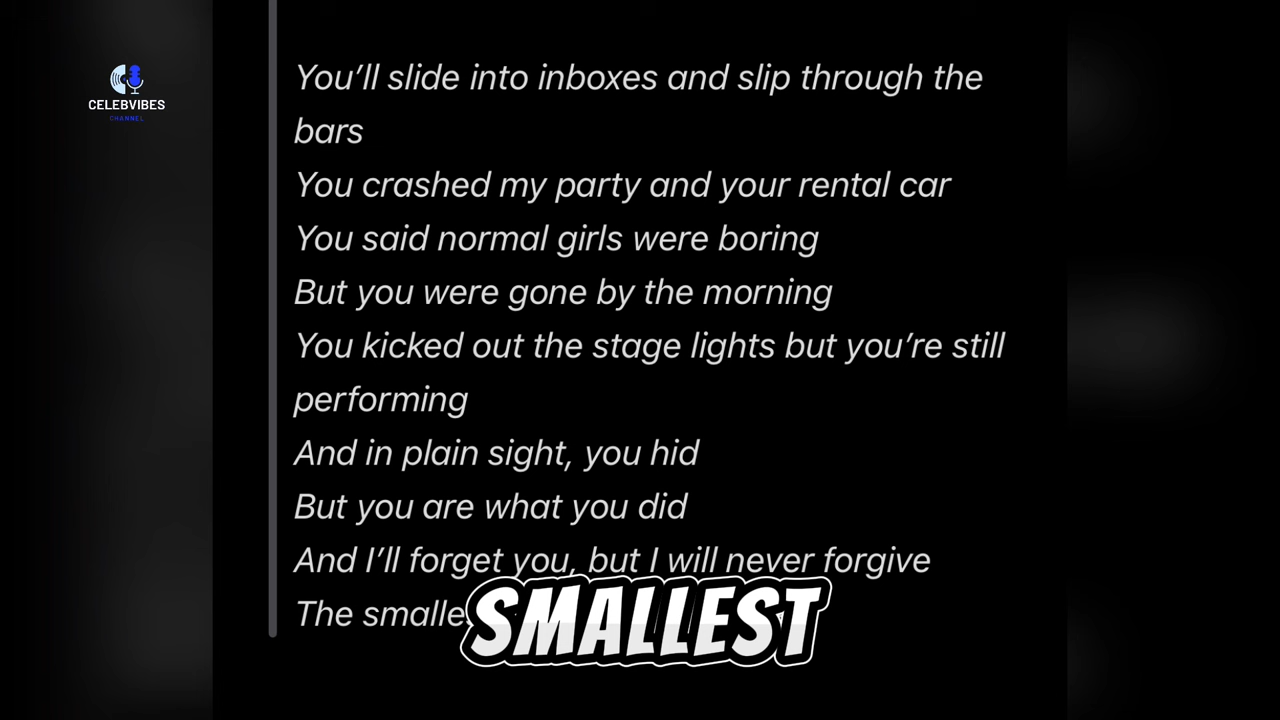 CELEBVIBES
CHANNEL
You’ll slide into inboxes and slip through the
bars
You crashed my party and your rental car
You said normal girls were boring
But you were gone by the morning
You kicked out the stage lights but you’re still
performing
And in plain sight, you hid
But you are what you did
And I’ll forget you, but I will never forgive
The smalle
SMALLEST